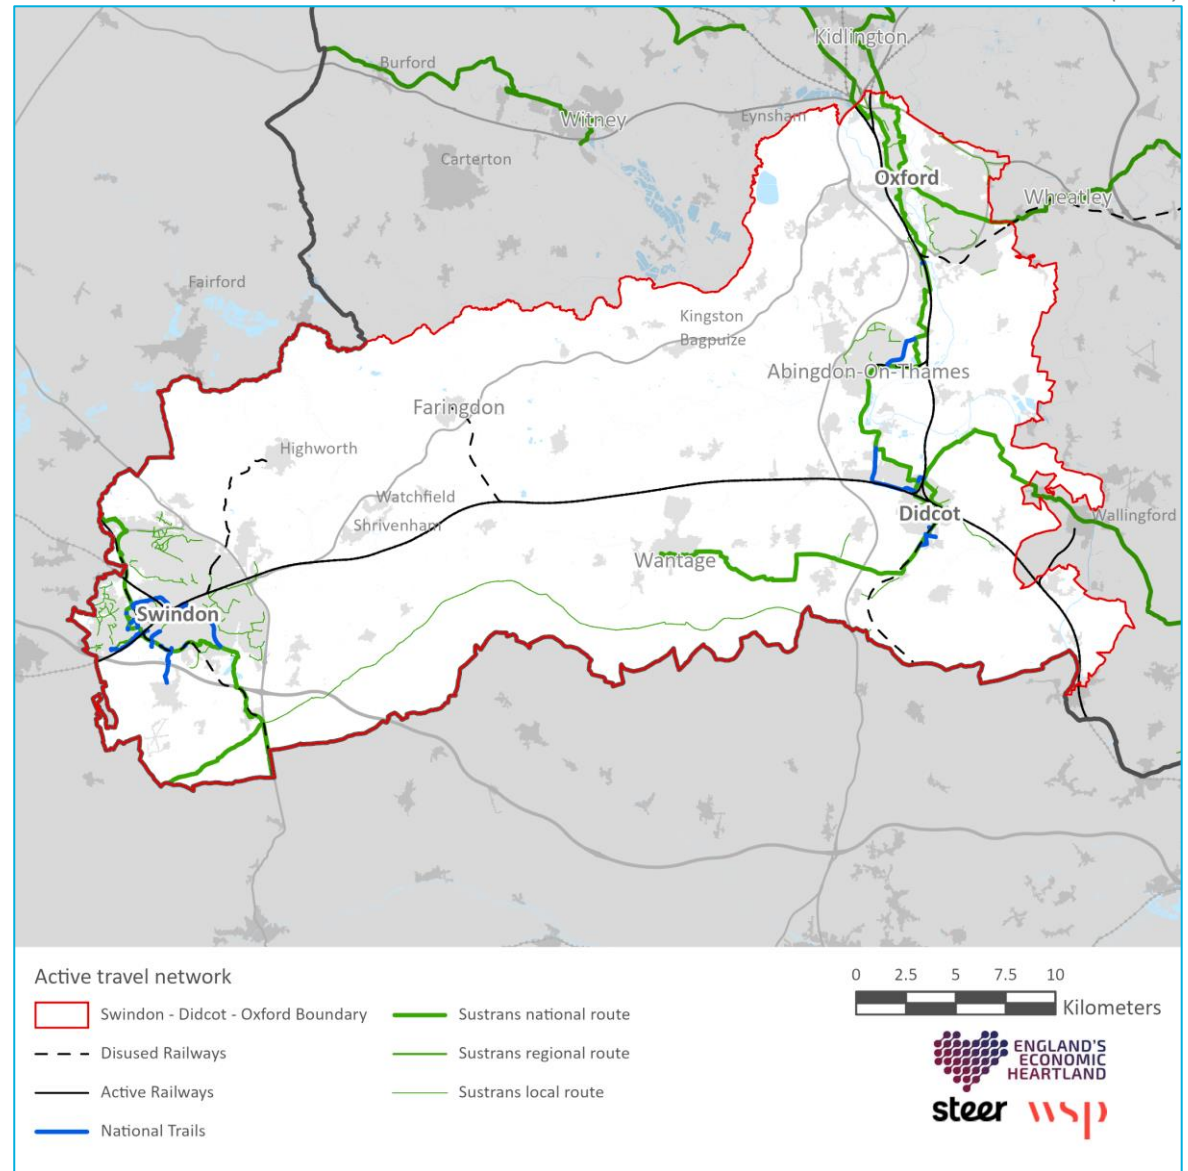 Kidlington
Burford
Witney
Eynsham
Carterton
Oxford
Wheatley
Fairford
Kingston
Bagpuize
Abingdon-On-Thames
Faringdon
Highworth
Watchfield
Shrivenham
Didcot
Wallingford
Wantage
Swindon
Active travel network
Swindon - Didcot - Oxford Boundary
Disused Railways
Active Railways
National Trails
Sustrans national route
Sustrans regional route
Sustrans local route
0 2.5 5 7.5 10
Kilometers
ENGLAND'S
ECONOMIC
HEARTLAND
steer wsp